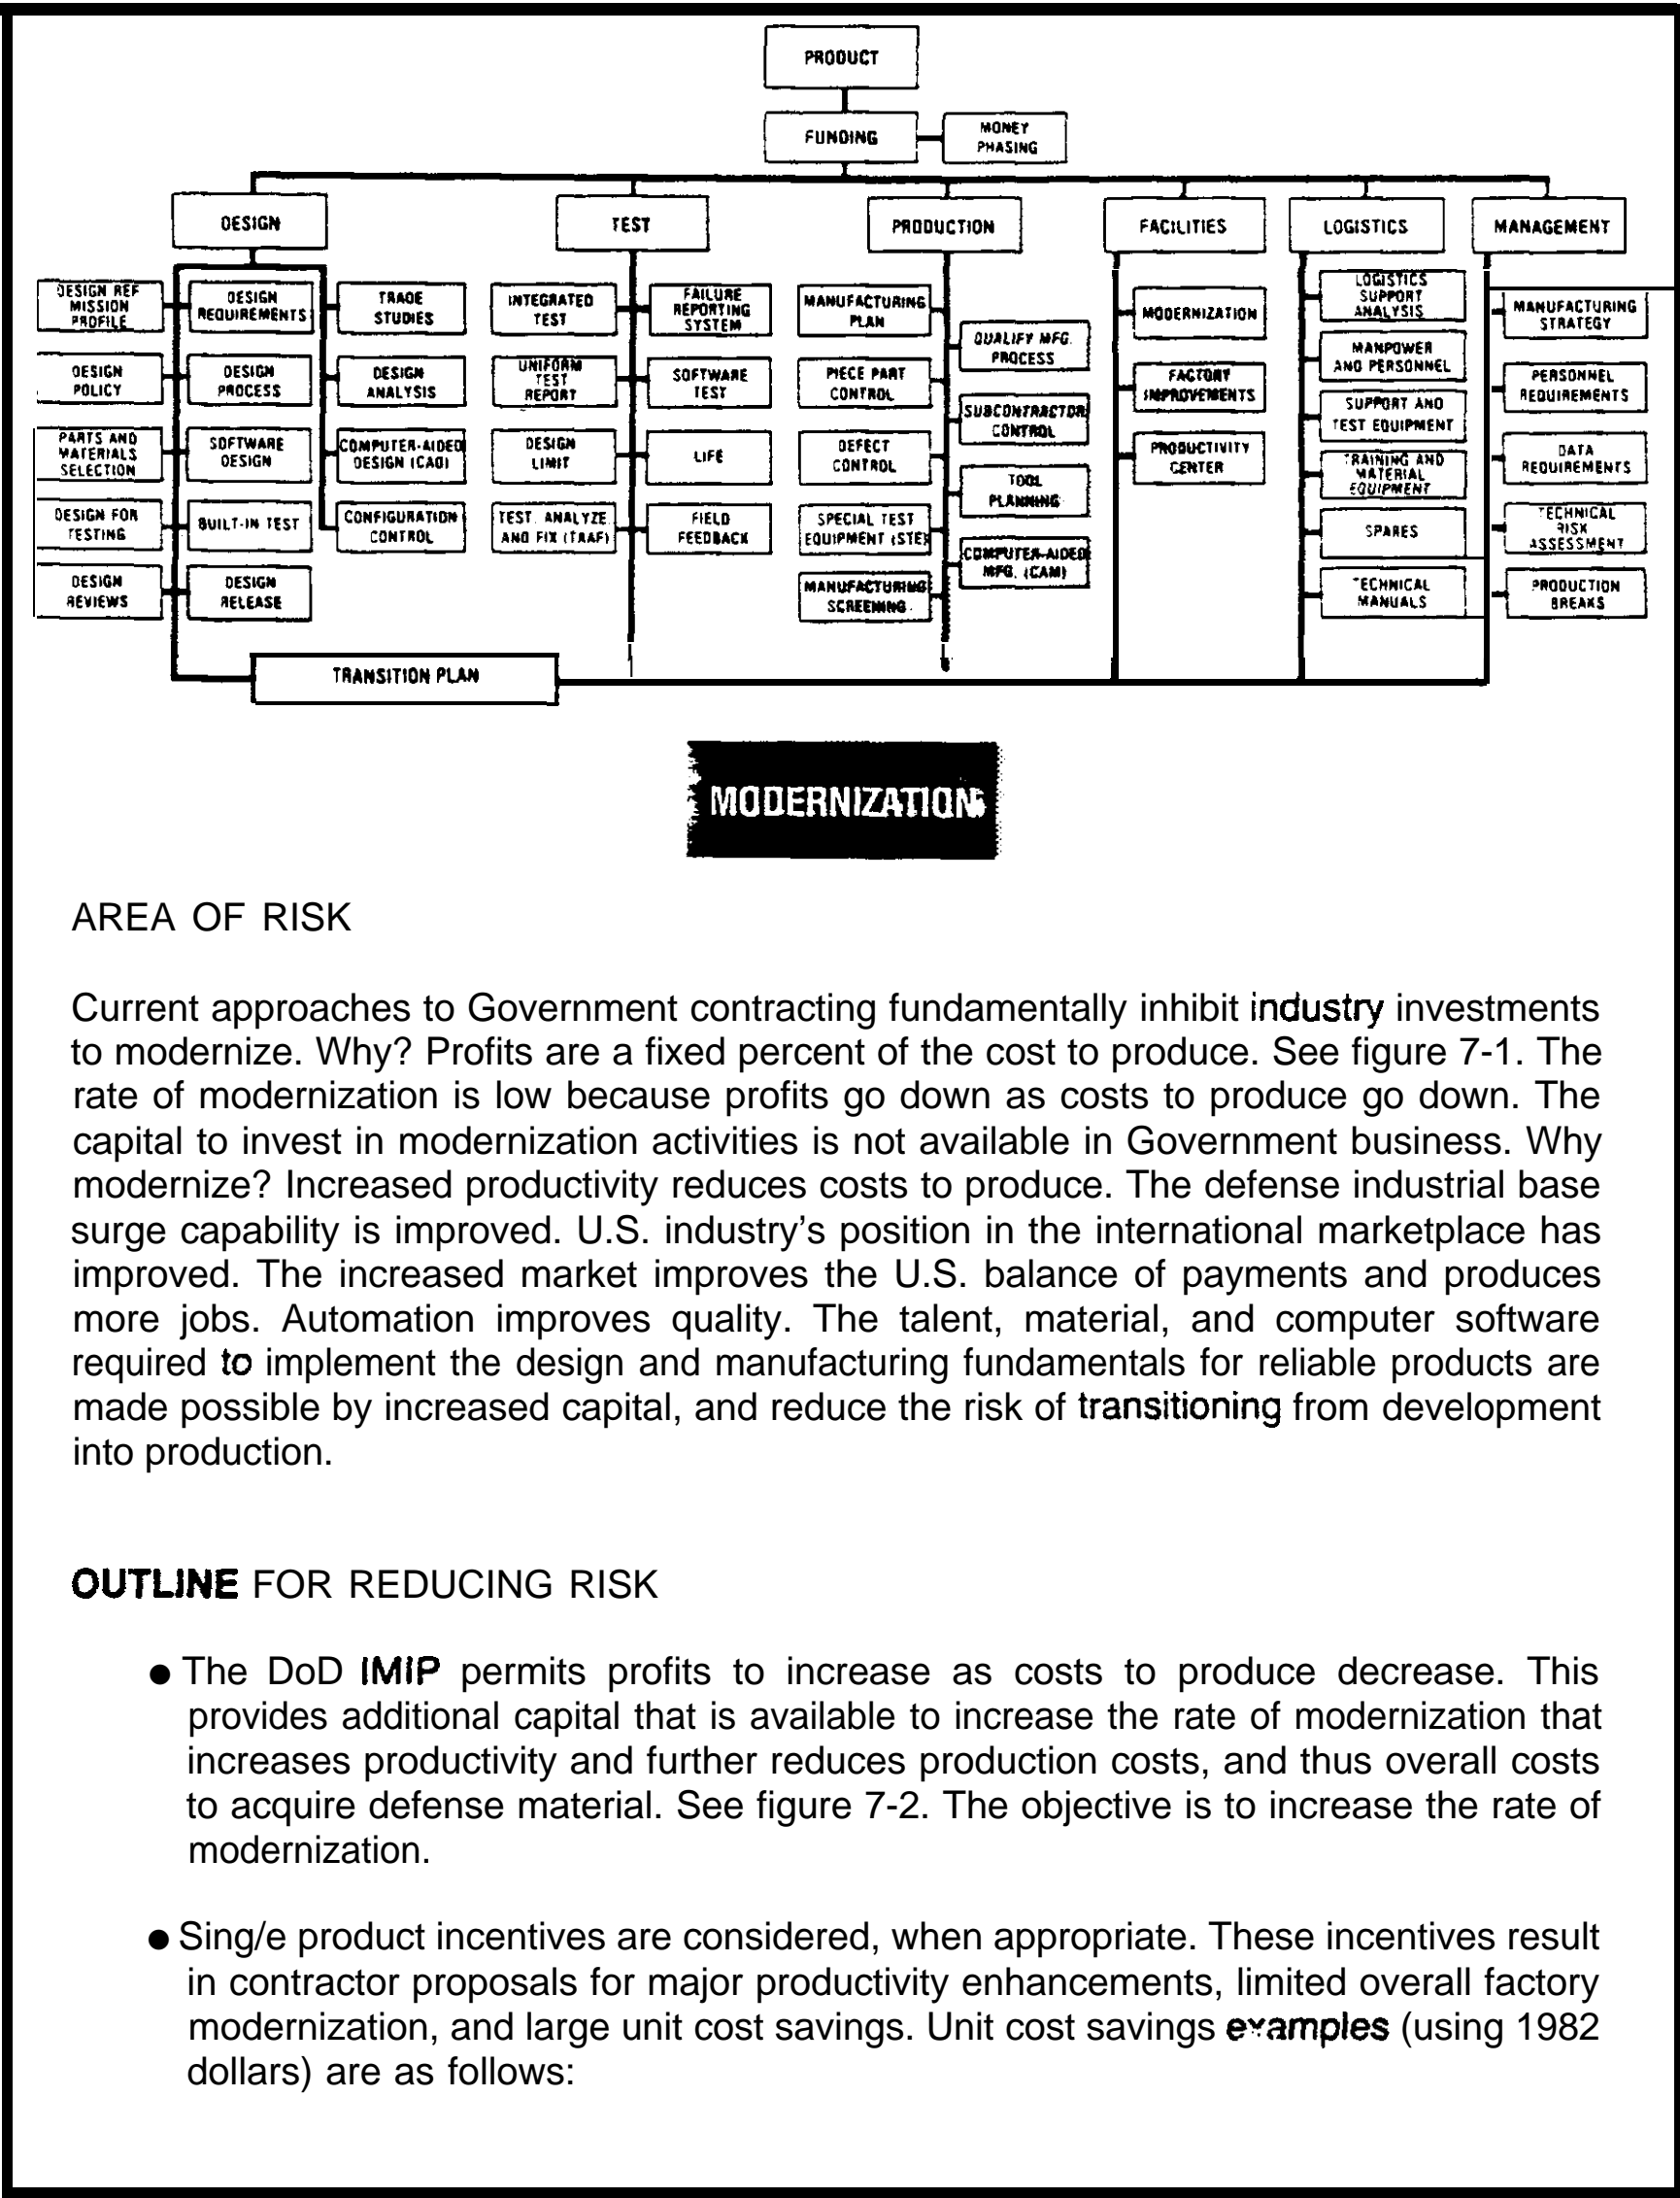 PRODUCT
FUNDING
MONEY
PHASING
DESIGN
TEST
PRODUCTION
FACILITIES
LOGISTICS
MANAGEMENT
DESIGN REF
MISSION
PROFILE
DESIGN
REQUIREMENTS
TRADE
STUDIES
DESIGN
POLICY
DESIGN
PROCESS
DESIGN
ANALYSIS
PARTS AND
MATERIALS
SELECTION
SOFTWARE
DESIGN
COMPUTER-AIDED
DESIGN (CAD)
DESIGN FOR
TESTING
BUILT-IN TEST
CONFIGURATION
CONTROL
DESIGN
REVIEWS
DESIGN
RELEASE
INTEGRATED
TEST
FAILURE
REPORTING
SYSTEM
UNIFORM
TEST
REPORT
SOFTWARE
TEST
DESIGN
LIMIT
LIFE
TEST. ANALYZE
AND FIX (TAAF)
FIELD
FEEDBACK
MANUFACTURING
PLAN
QUALIFY MFG.
PROCESS
PIECE PART
CONTROL
SUBCONTRACTOR
CONTROL
DEFECT
CONTROL
TOOL
PLANNING
SPECIAL TEST
EQUIPMENT (STE)
COMPUTER-AIDED
MFG. (CAM)
MANUFACTURING
SCREENING
MODERNIZATION
FACTORY
IMPROVEMENTS
PRODUCTIVITY
CENTER
LOGISTICS
SUPPORT
ANALYSIS
MANPOWER
AND PERSONNEL
SUPPORT AND
TEST EQUIPMENT
TRAINING AND
MATERIAL
EQUIPMENT
SPARES
TECHNICAL
MANUALS
MANUFACTURING
STRATEGY
PERSONNEL
REQUIREMENTS
DATA
REQUIREMENTS
TECHNICAL
RISK
ASSESSMENT
PRODUCTION
BREAKS
TRANSITION PLAN
MODERNIZATION
AREA OF RISK
Current approaches to Government contracting fundamentally inhibit industry investments
to modernize. Why? Profits are a fixed percent of the cost to produce. See figure 7-1. The
rate of modernization is low because profits go down as costs to produce go down. The
capital to invest in modernization activities is not available in Government business. Why
modernize? Increased productivity reduces costs to produce. The defense industrial base
surge capability is improved. U.S. industry's position in the international marketplace has
improved. The increased market improves the U.S. balance of payments and produces
more jobs. Automation improves quality. The talent, material, and computer software
required to implement the design and manufacturing fundamentals for reliable products are
made possible by increased capital, and reduce the risk of transitioning from development
into production.
OUTLINE FOR REDUCING RISK
● The DoD IMIP permits profits to increase as costs to produce decrease. This
provides additional capital that is available to increase the rate of modernization that
increases productivity and further reduces production costs, and thus overall costs
to acquire defense material. See figure 7-2. The objective is to increase the rate of
modernization.
● Sing/e product incentives are considered, when appropriate. These incentives result
in contractor proposals for major productivity enhancements, limited overall factory
modernization, and large unit cost savings. Unit cost savings examples (using 1982
dollars) are as follows: